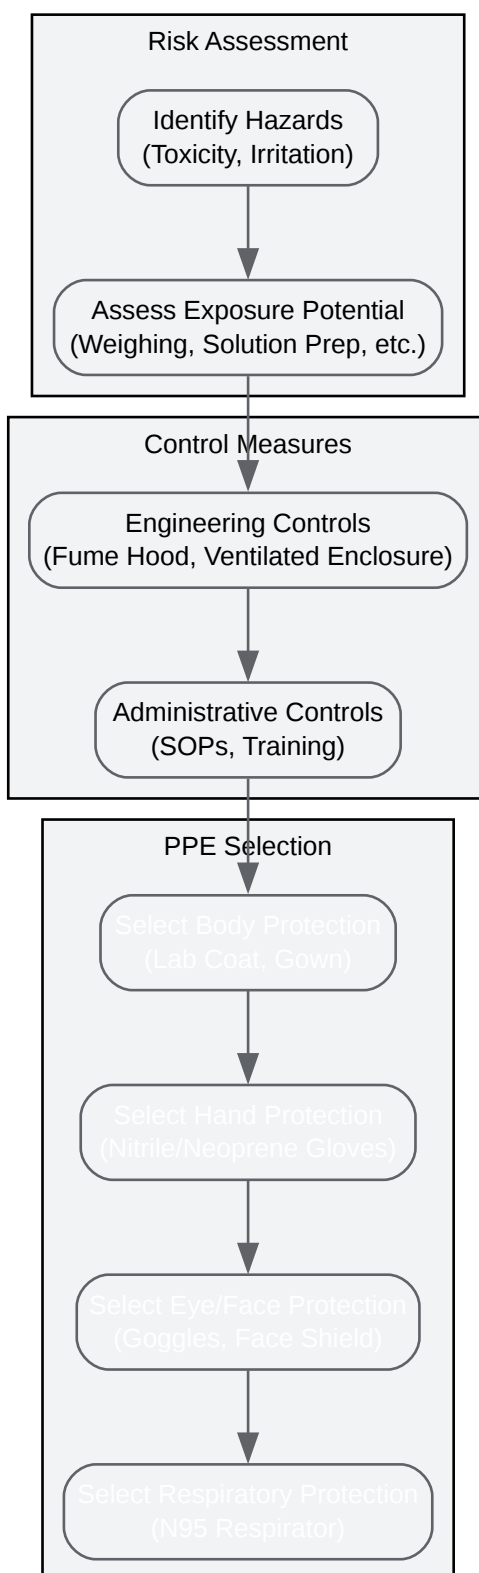 Risk Assessment
Identify Hazards
(Toxicity, Irritation)
Assess Exposure Potential
(Weighing, Solution Prep, etc.)
Control Measures
Engineering Controls
(Fume Hood, Ventilated Enclosure)
Administrative Controls
(SOPs, Training)
PPE Selection
Select Body Protection
(Lab Coat, Gown)
Select Hand Protection
(Nitrile/Neoprene Gloves)
Select Eye/Face Protection
(Goggles, Face Shield)
Select Respiratory Protection
(N95 Respirator)